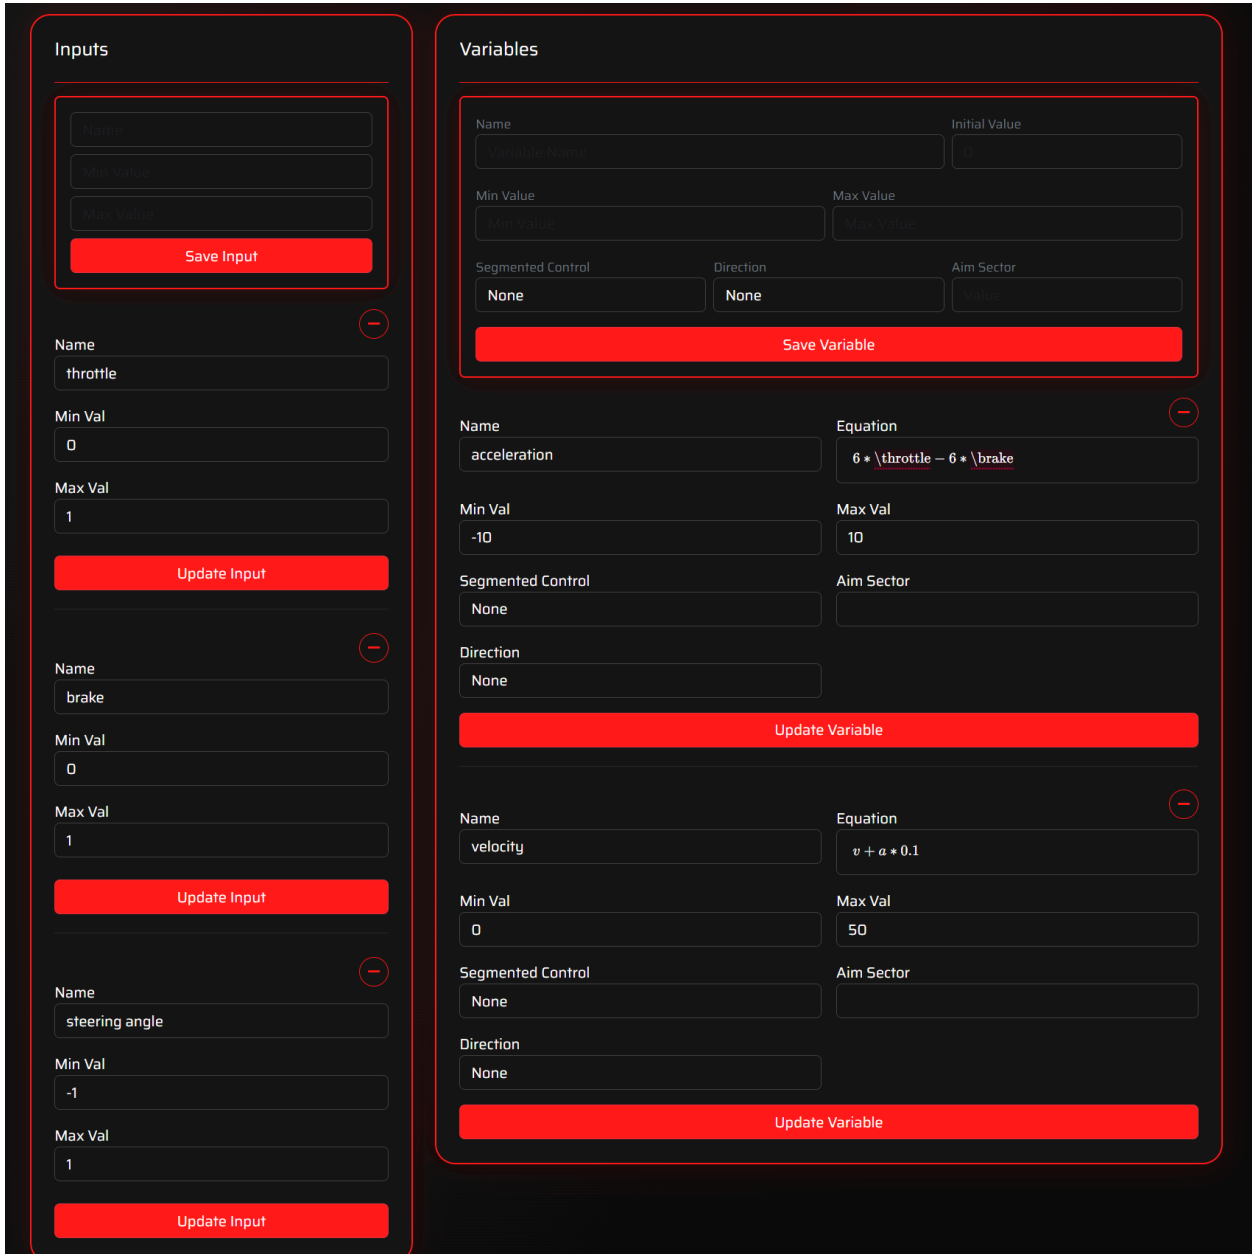 Inputs
Name
Min Value
Max Value
Save Input
Name
throttle
Min Val
0
Max Val
1
Update Input
Name
brake
Min Val
0
Max Val
1
Update Input
Name
steering angle
Min Val
-1
Max Val
1
Update Input
Variables
Name Initial Value
Variable Name 0
Min Value Max Value
Min Value Max Value
Segmented Control Direction Aim Sector
None None Value
Save Variable
Name Equation
acceleration 6 * \throttle − 6 * \brake
Min Val Max Val
-10 10
Segmented Control Aim Sector
None
Direction
None
Update Variable
Name Equation
velocity v + a * 0.1
Min Val Max Val
0 50
Segmented Control Aim Sector
None
Direction
None
Update Variable